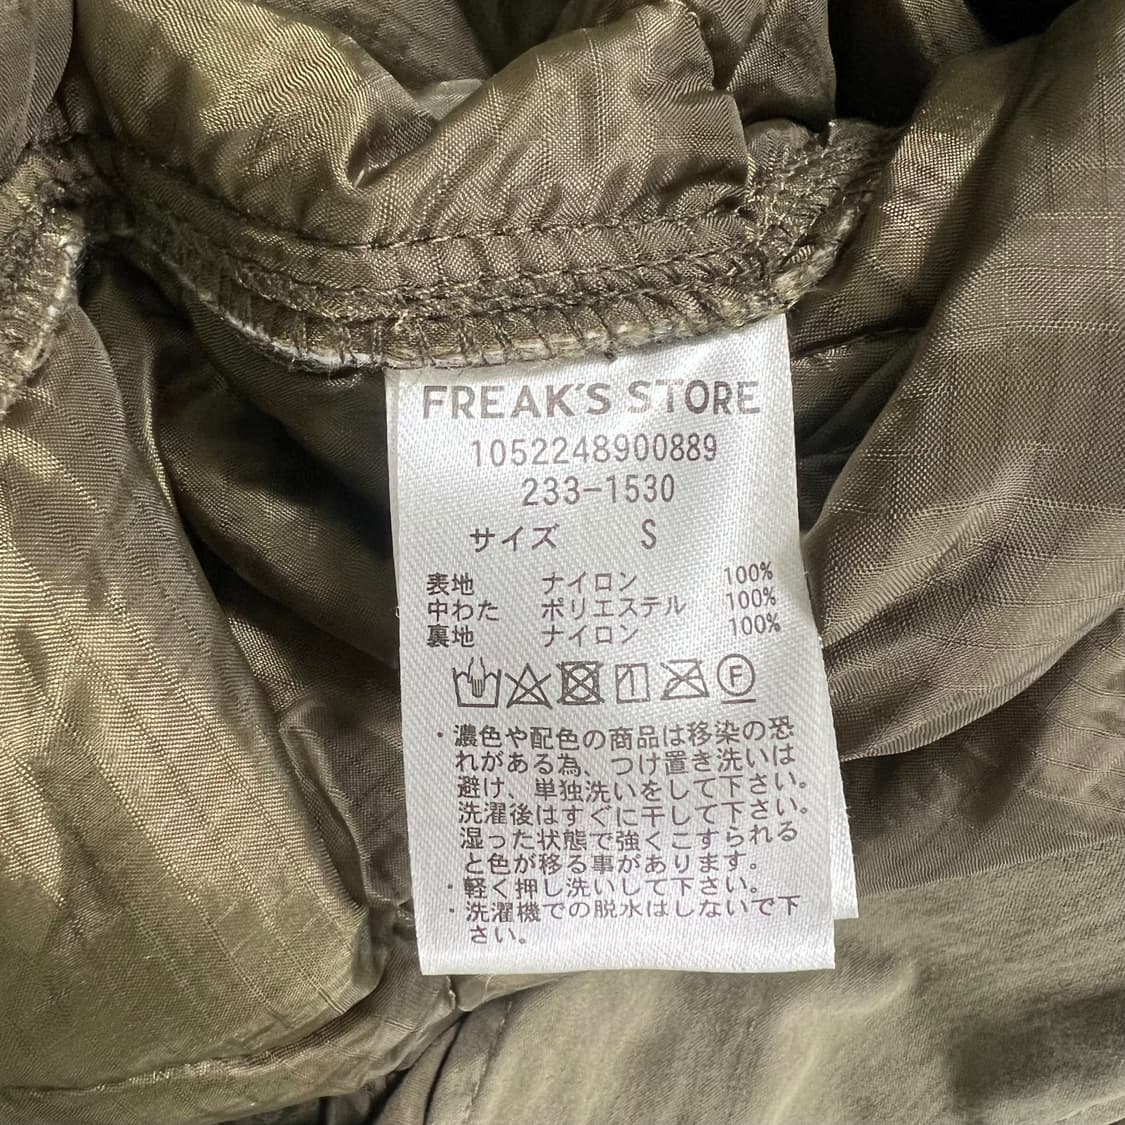 FREAK'S STORE
1052248900889
233-1530
サイズ S
表地 ナイロン 100%
中わた ポリエステル 100%
裏地 ナイロン 100%
F
・濃色や配色の商品は移染の恐
れがある為、つけ置き洗いは
避け、単独洗いをして下さい。
洗濯後はすぐに干して下さい。
湿った状態で強くこすられる
と色が移る事があります。
・軽く押し洗いして下さい。
・洗濯機での脱水はしないで下
さい。